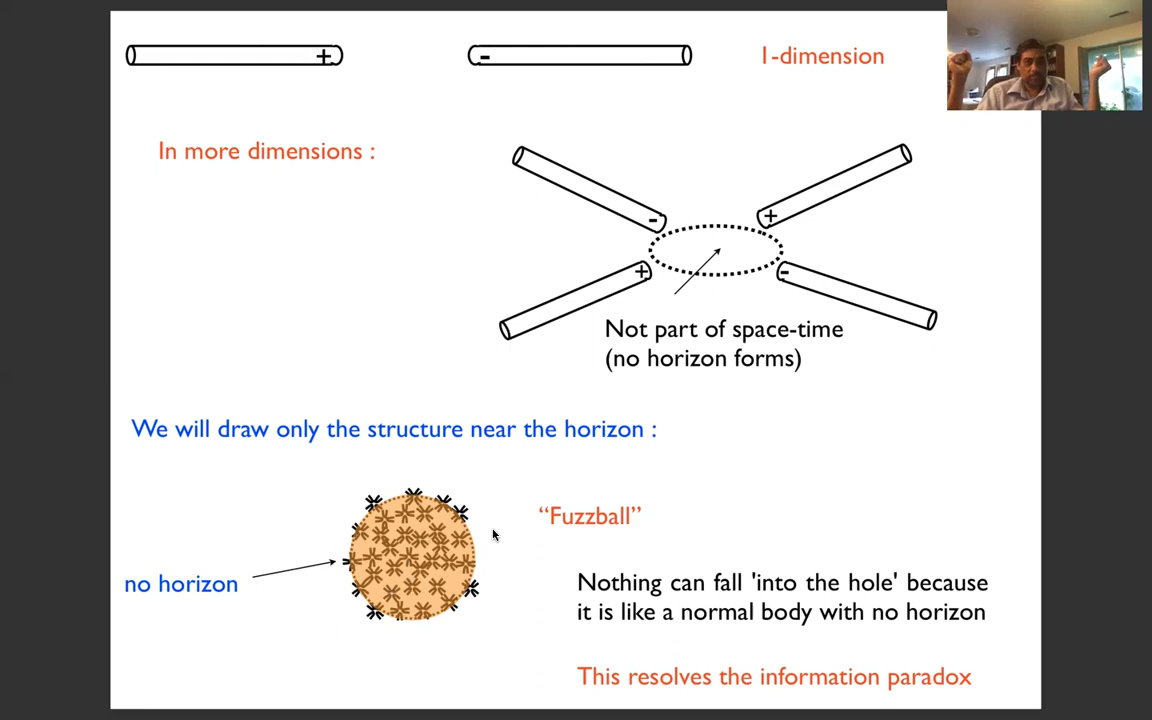 +
-
1-dimension
In more dimensions :
-
+
+
-
Not part of space-time
(no horizon forms)
We will draw only the structure near the horizon :
"Fuzzball"
no horizon
Nothing can fall 'into the hole' because
it is like a normal body with no horizon
This resolves the information paradox